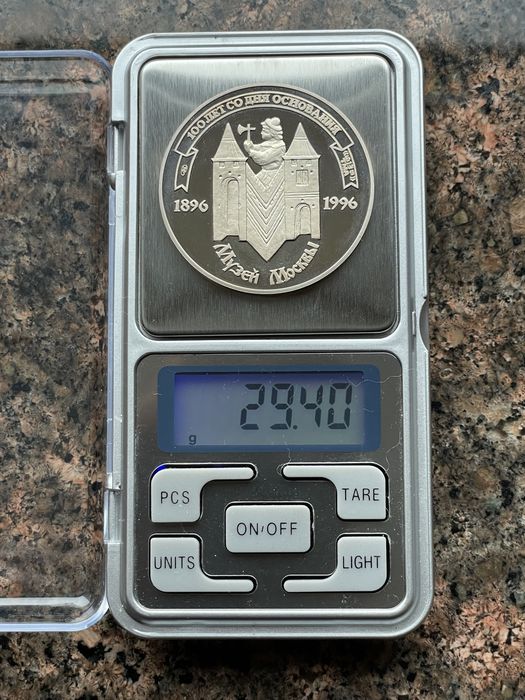 100 ЛЕТ СО ДНЯ ОСНОВАНИЯ
1896 1996
Музей Москвы
29.40
g
PCS
TARE
ON/OFF
UNITS
LIGHT